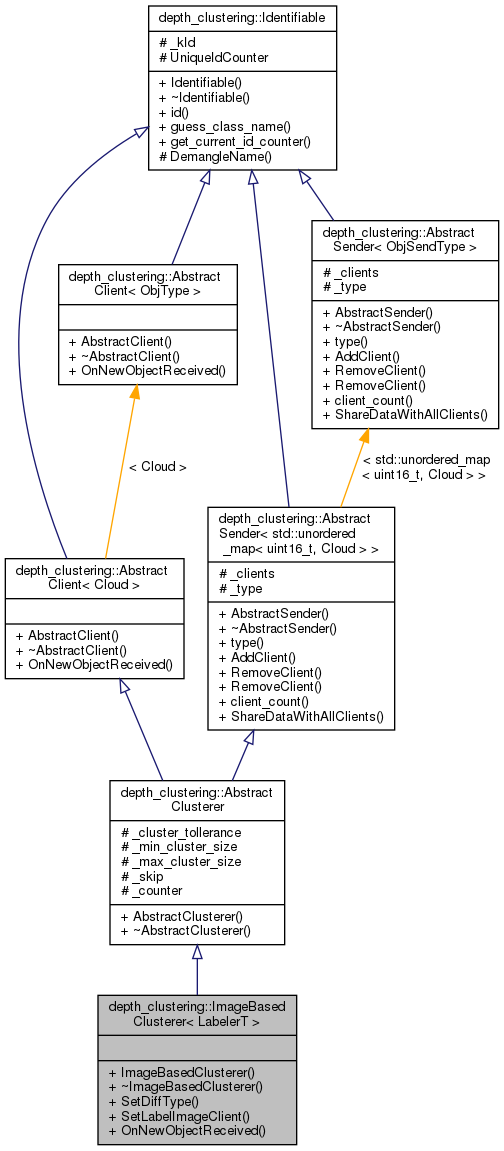 depth_clustering::Identifiable
# _kId
# UniqueIdCounter
+ Identifiable()
+ ~Identifiable()
+ id()
+ guess_class_name()
+ get_current_id_counter()
# DemangleName()
depth_clustering::Abstract
Sender< ObjSendType >
# _clients
# _type
+ AbstractSender()
+ ~AbstractSender()
+ type()
+ AddClient()
+ RemoveClient()
+ RemoveClient()
+ client_count()
+ ShareDataWithAllClients()
depth_clustering::Abstract
Client< ObjType >
+ AbstractClient()
+ ~AbstractClient()
+ OnNewObjectReceived()
< Cloud >
< std::unordered_map
< uint16_t, Cloud > >
depth_clustering::Abstract
Sender< std::unordered
_map< uint16_t, Cloud > >
# _clients
# _type
+ AbstractSender()
+ ~AbstractSender()
+ type()
+ AddClient()
+ RemoveClient()
+ RemoveClient()
+ client_count()
+ ShareDataWithAllClients()
depth_clustering::Abstract
Client< Cloud >
+ AbstractClient()
+ ~AbstractClient()
+ OnNewObjectReceived()
depth_clustering::Abstract
Clusterer
# _cluster_tollerance
# _min_cluster_size
# _max_cluster_size
# _skip
# _counter
+ AbstractClusterer()
+ ~AbstractClusterer()
depth_clustering::ImageBased
Clusterer< LabelerT >
+ ImageBasedClusterer()
+ ~ImageBasedClusterer()
+ SetDiffType()
+ SetLabelImageClient()
+ OnNewObjectReceived()